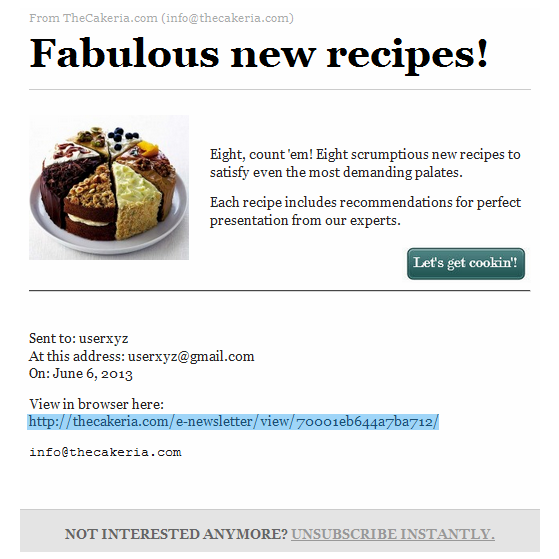 From TheCakeria.com (info@thecakeria.com)
Fabulous new recipes!
Eight, count 'em! Eight scrumptious new recipes to
satisfy even the most demanding palates.
Each recipe includes recommendations for perfect
presentation from our experts.
Let's get cookin'!
Sent to: userxyz
At this address: userxyz@gmail.com
On: June 6, 2013
View in browser here:
http://thecakeria.com/e-newsletter/view/70001eb644a7ba712/
info@thecakeria.com
NOT INTERESTED ANYMORE? UNSUBSCRIBE INSTANTLY.